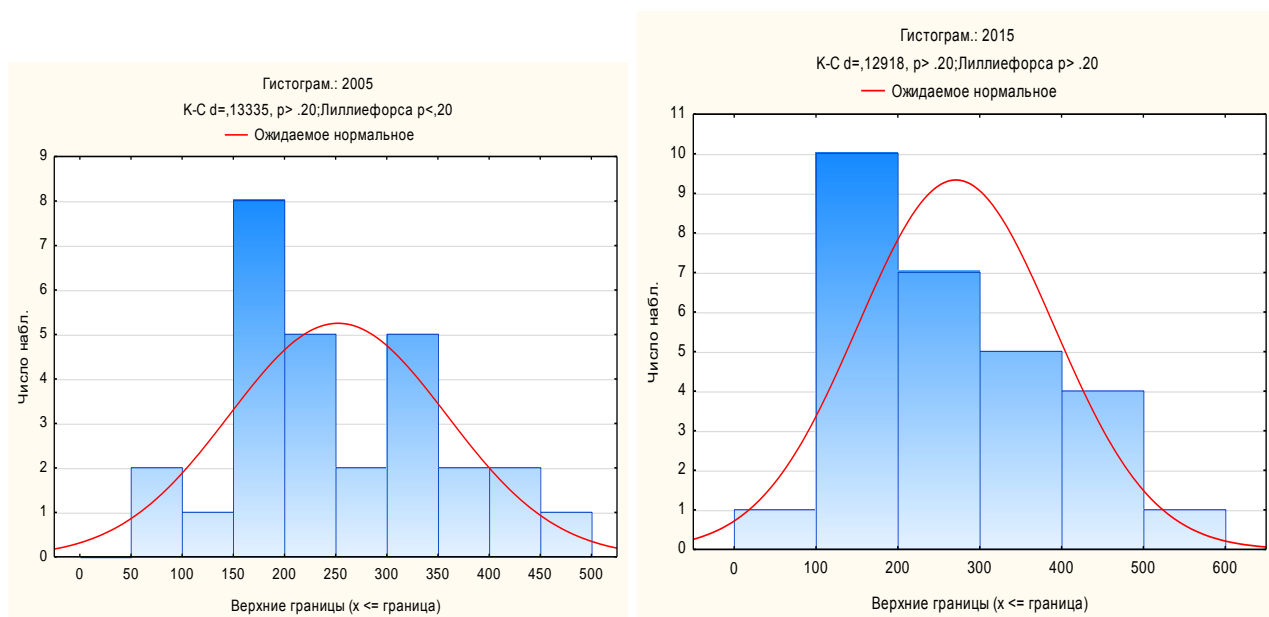 Гистограм.: 2005
К-С d=,13335, p> .20;Лиллиефорса p<,20
Ожидаемое нормальное
9
8
7
6
5
4
3
2
1
0
Число набл.
0 50 100 150 200 250 300 350 400 450 500
Верхние границы (x <= граница)
Гистограм.: 2015
К-С d=,12918, p> .20;Лиллиефорса p> .20
Ожидаемое нормальное
11
10
9
8
7
6
5
4
3
2
1
0
Число набл.
0 100 200 300 400 500 600
Верхние границы (x <= граница)